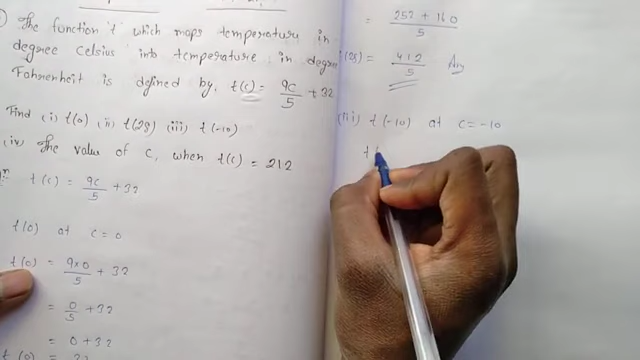 The function 't' which maps temperature in
degree Celsius into temperature in degree
Fahrenheit is defined by t(c) = 9c/5 + 32
Find (i) t(0) (ii) t(28) (iii) t(-10)
(iv) The value of C, when t(c) = 212
t(c) = 9c/5 + 32
t(0) at c = 0
t(0) = 9×0/5 + 32
= 0/5 + 32
= 0 + 32
t(0) = 32
= 252 + 160/5
t(28) = 412/5 Ans
(iii) t(-10) at c = -10
t